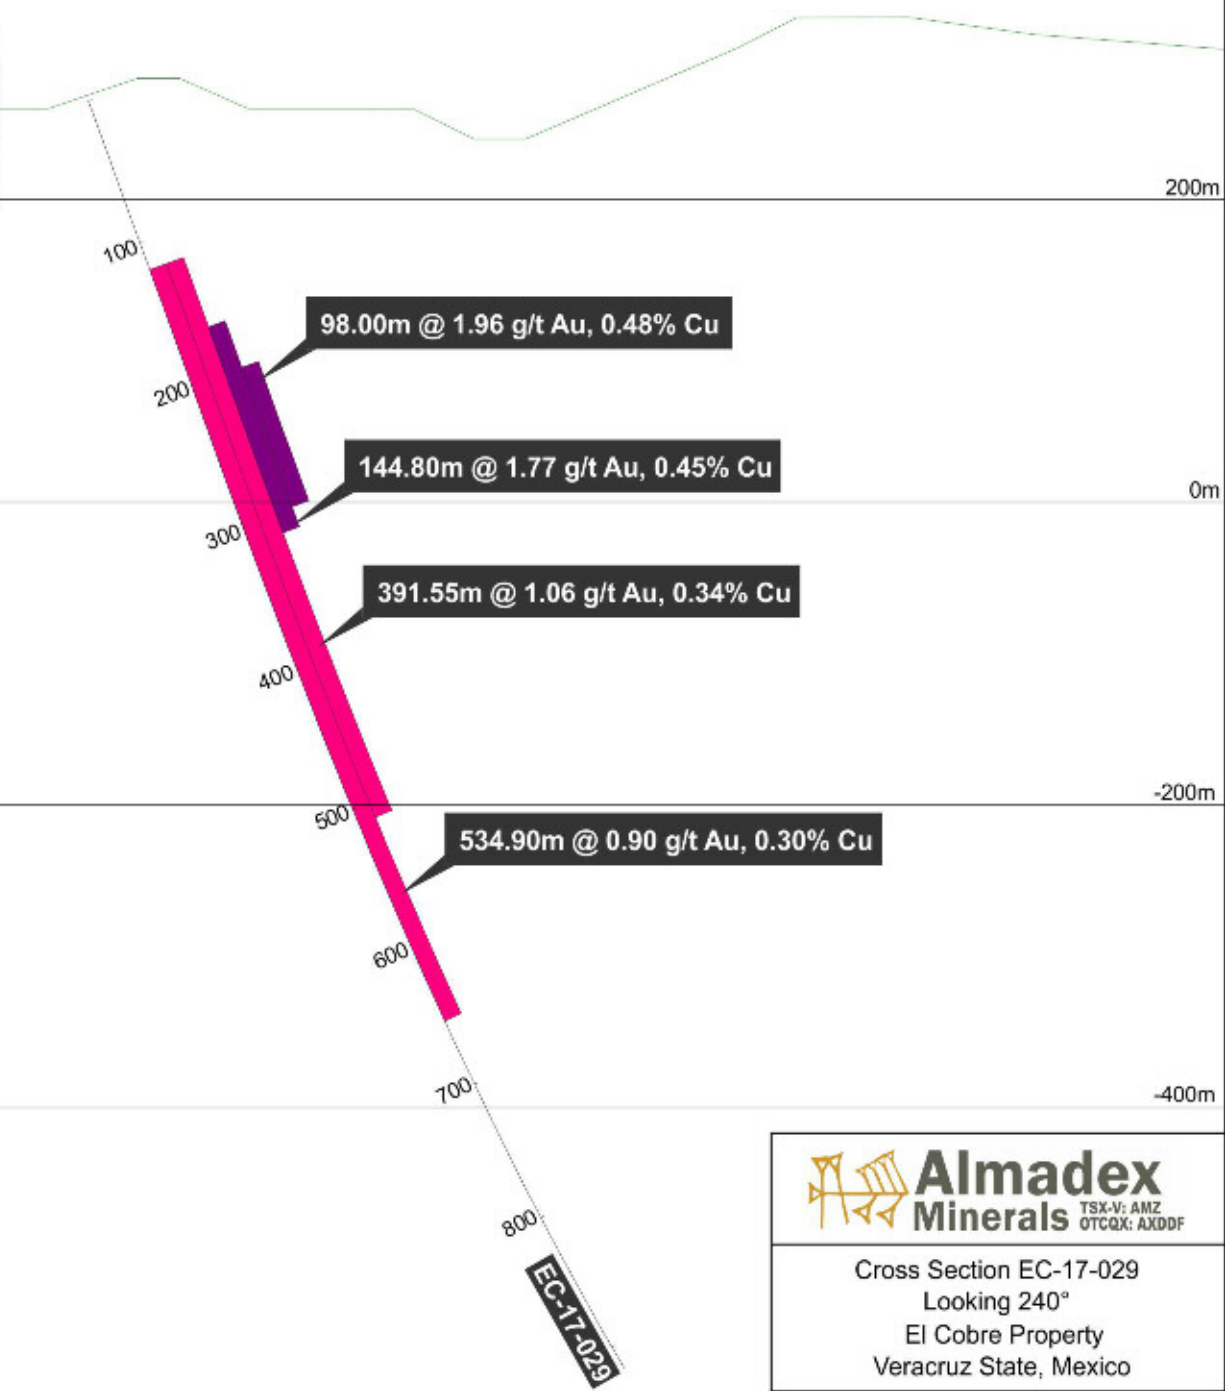 200m
100
98.00m @ 1.96 g/t Au, 0.48% Cu
200
144.80m @ 1.77 g/t Au, 0.45% Cu
0m
300
391.55m @ 1.06 g/t Au, 0.34% Cu
400
-200m
500
534.90m @ 0.90 g/t Au, 0.30% Cu
600
700
-400m
800
EC-17-029
Almadex
Minerals TSX-V: AMZ
OTCQX: AXDDF
Cross Section EC-17-029
Looking 240°
El Cobre Property
Veracruz State, Mexico